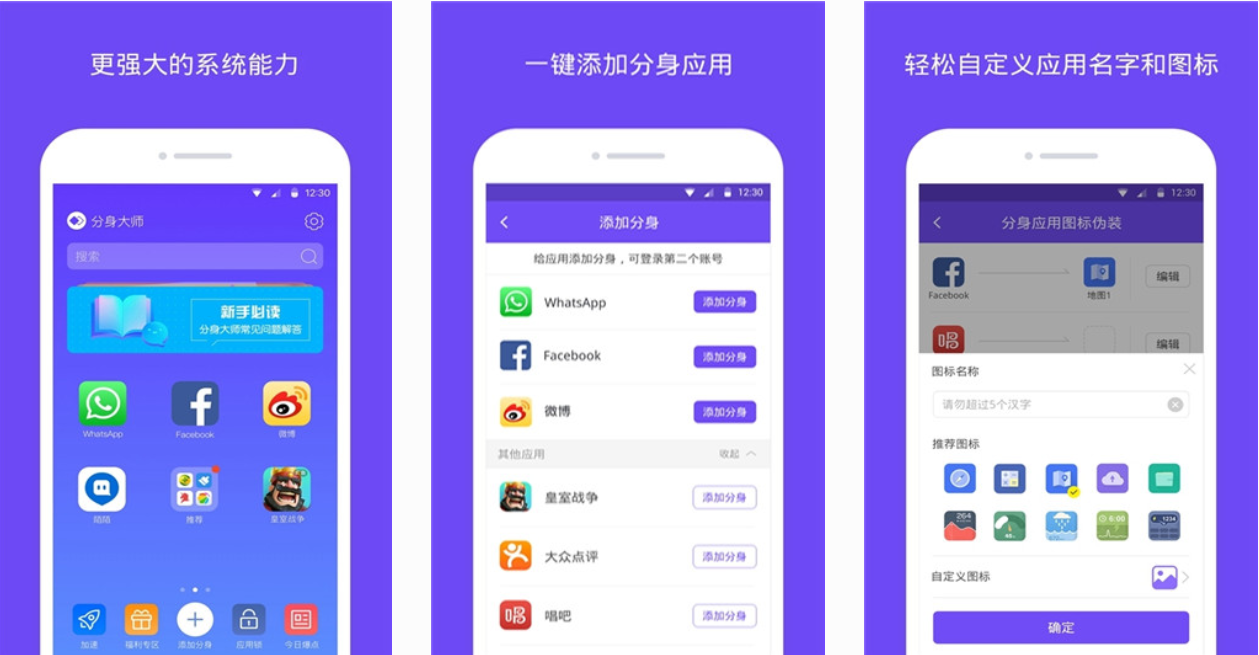 更强大的系统能力
12:30
分身大师
搜索
新手必读
分身大师常见问题解答
WhatsApp
Facebook
微博
陌陌
推荐
皇室战争
加速
福利专区
添加分身
应用锁
今日爆点
一键添加分身应用
12:30
添加分身
给应用添加分身，可登录第二个账号
WhatsApp
添加分身
Facebook
添加分身
微博
添加分身
其他应用
收起
皇室战争
添加分身
大众点评
添加分身
唱
唱吧
添加分身
轻松自定义应用名字和图标
12:30
分身应用图标伪装
Facebook
地图1
编辑
唱
编辑
图标名称
请勿超过5个汉字
推荐图标
264
6:00
1234
自定义图标
确定